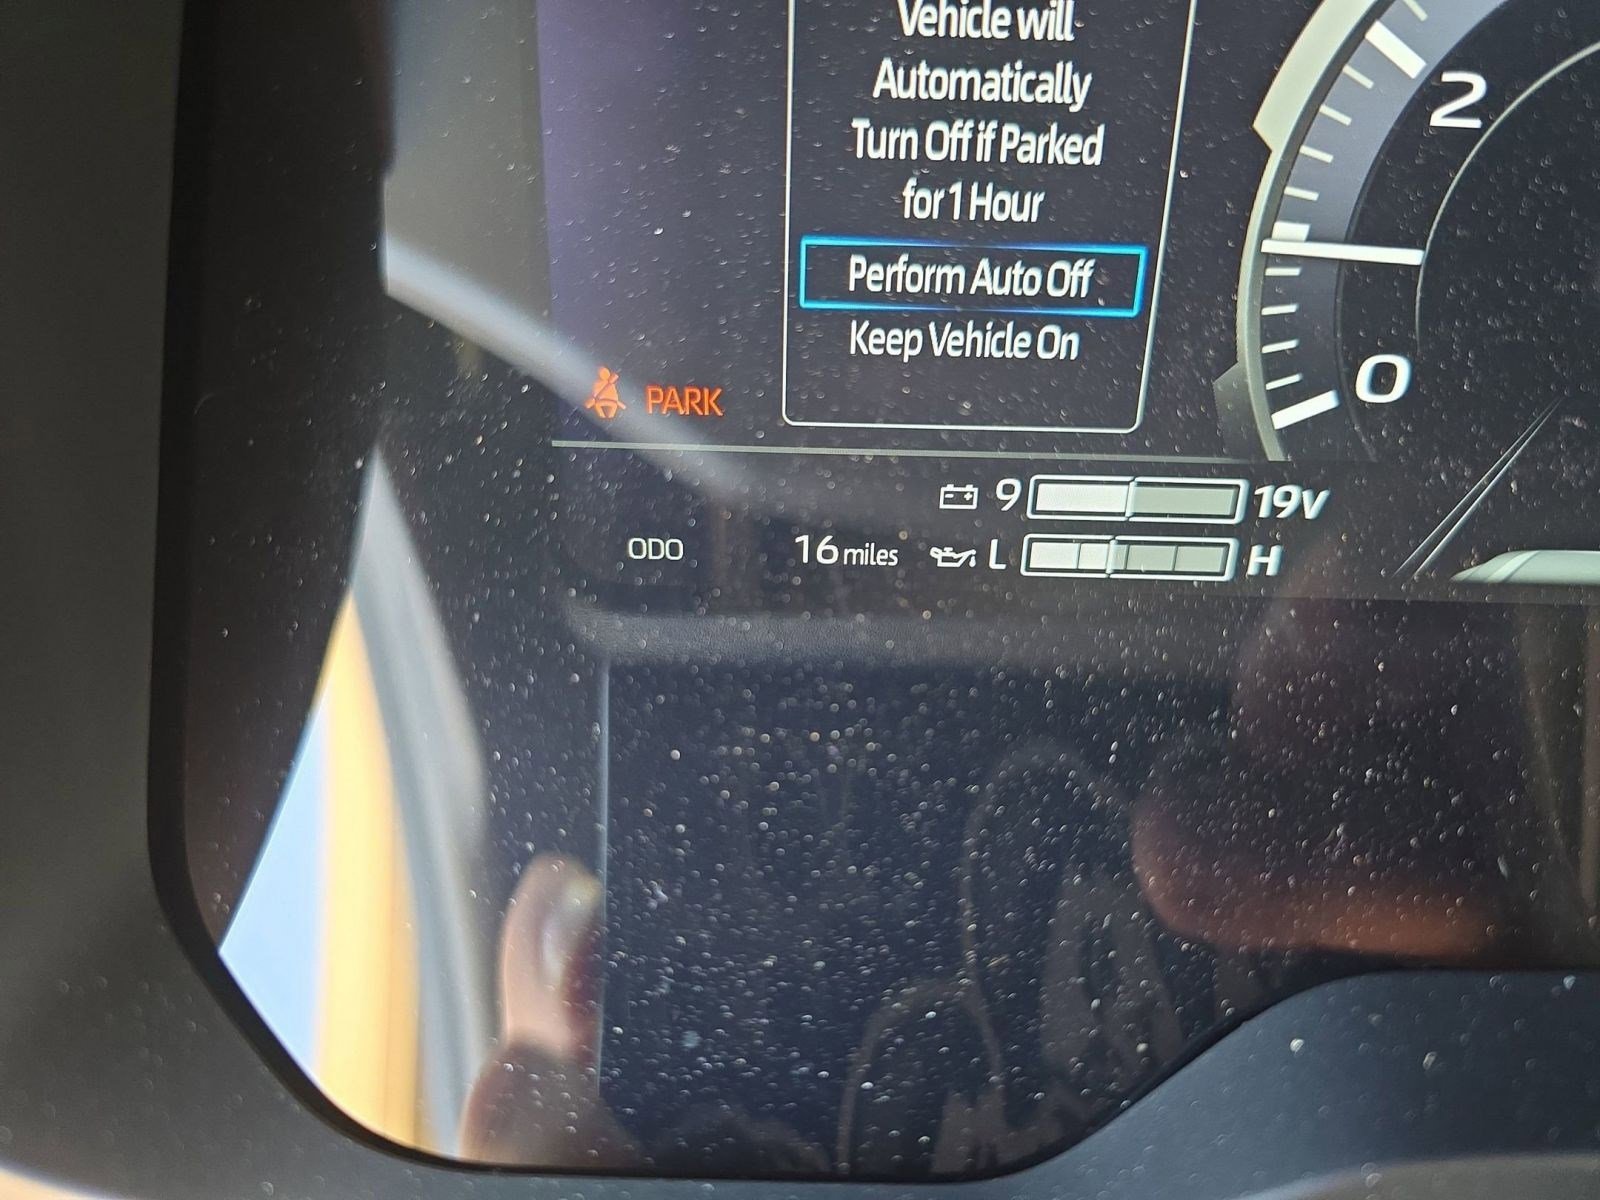 Vehicle will
Automatically
Turn Off if Parked
for 1 Hour
Perform Auto Off
Keep Vehicle On
2
0
PARK
9 19V
ODO 16 miles L H